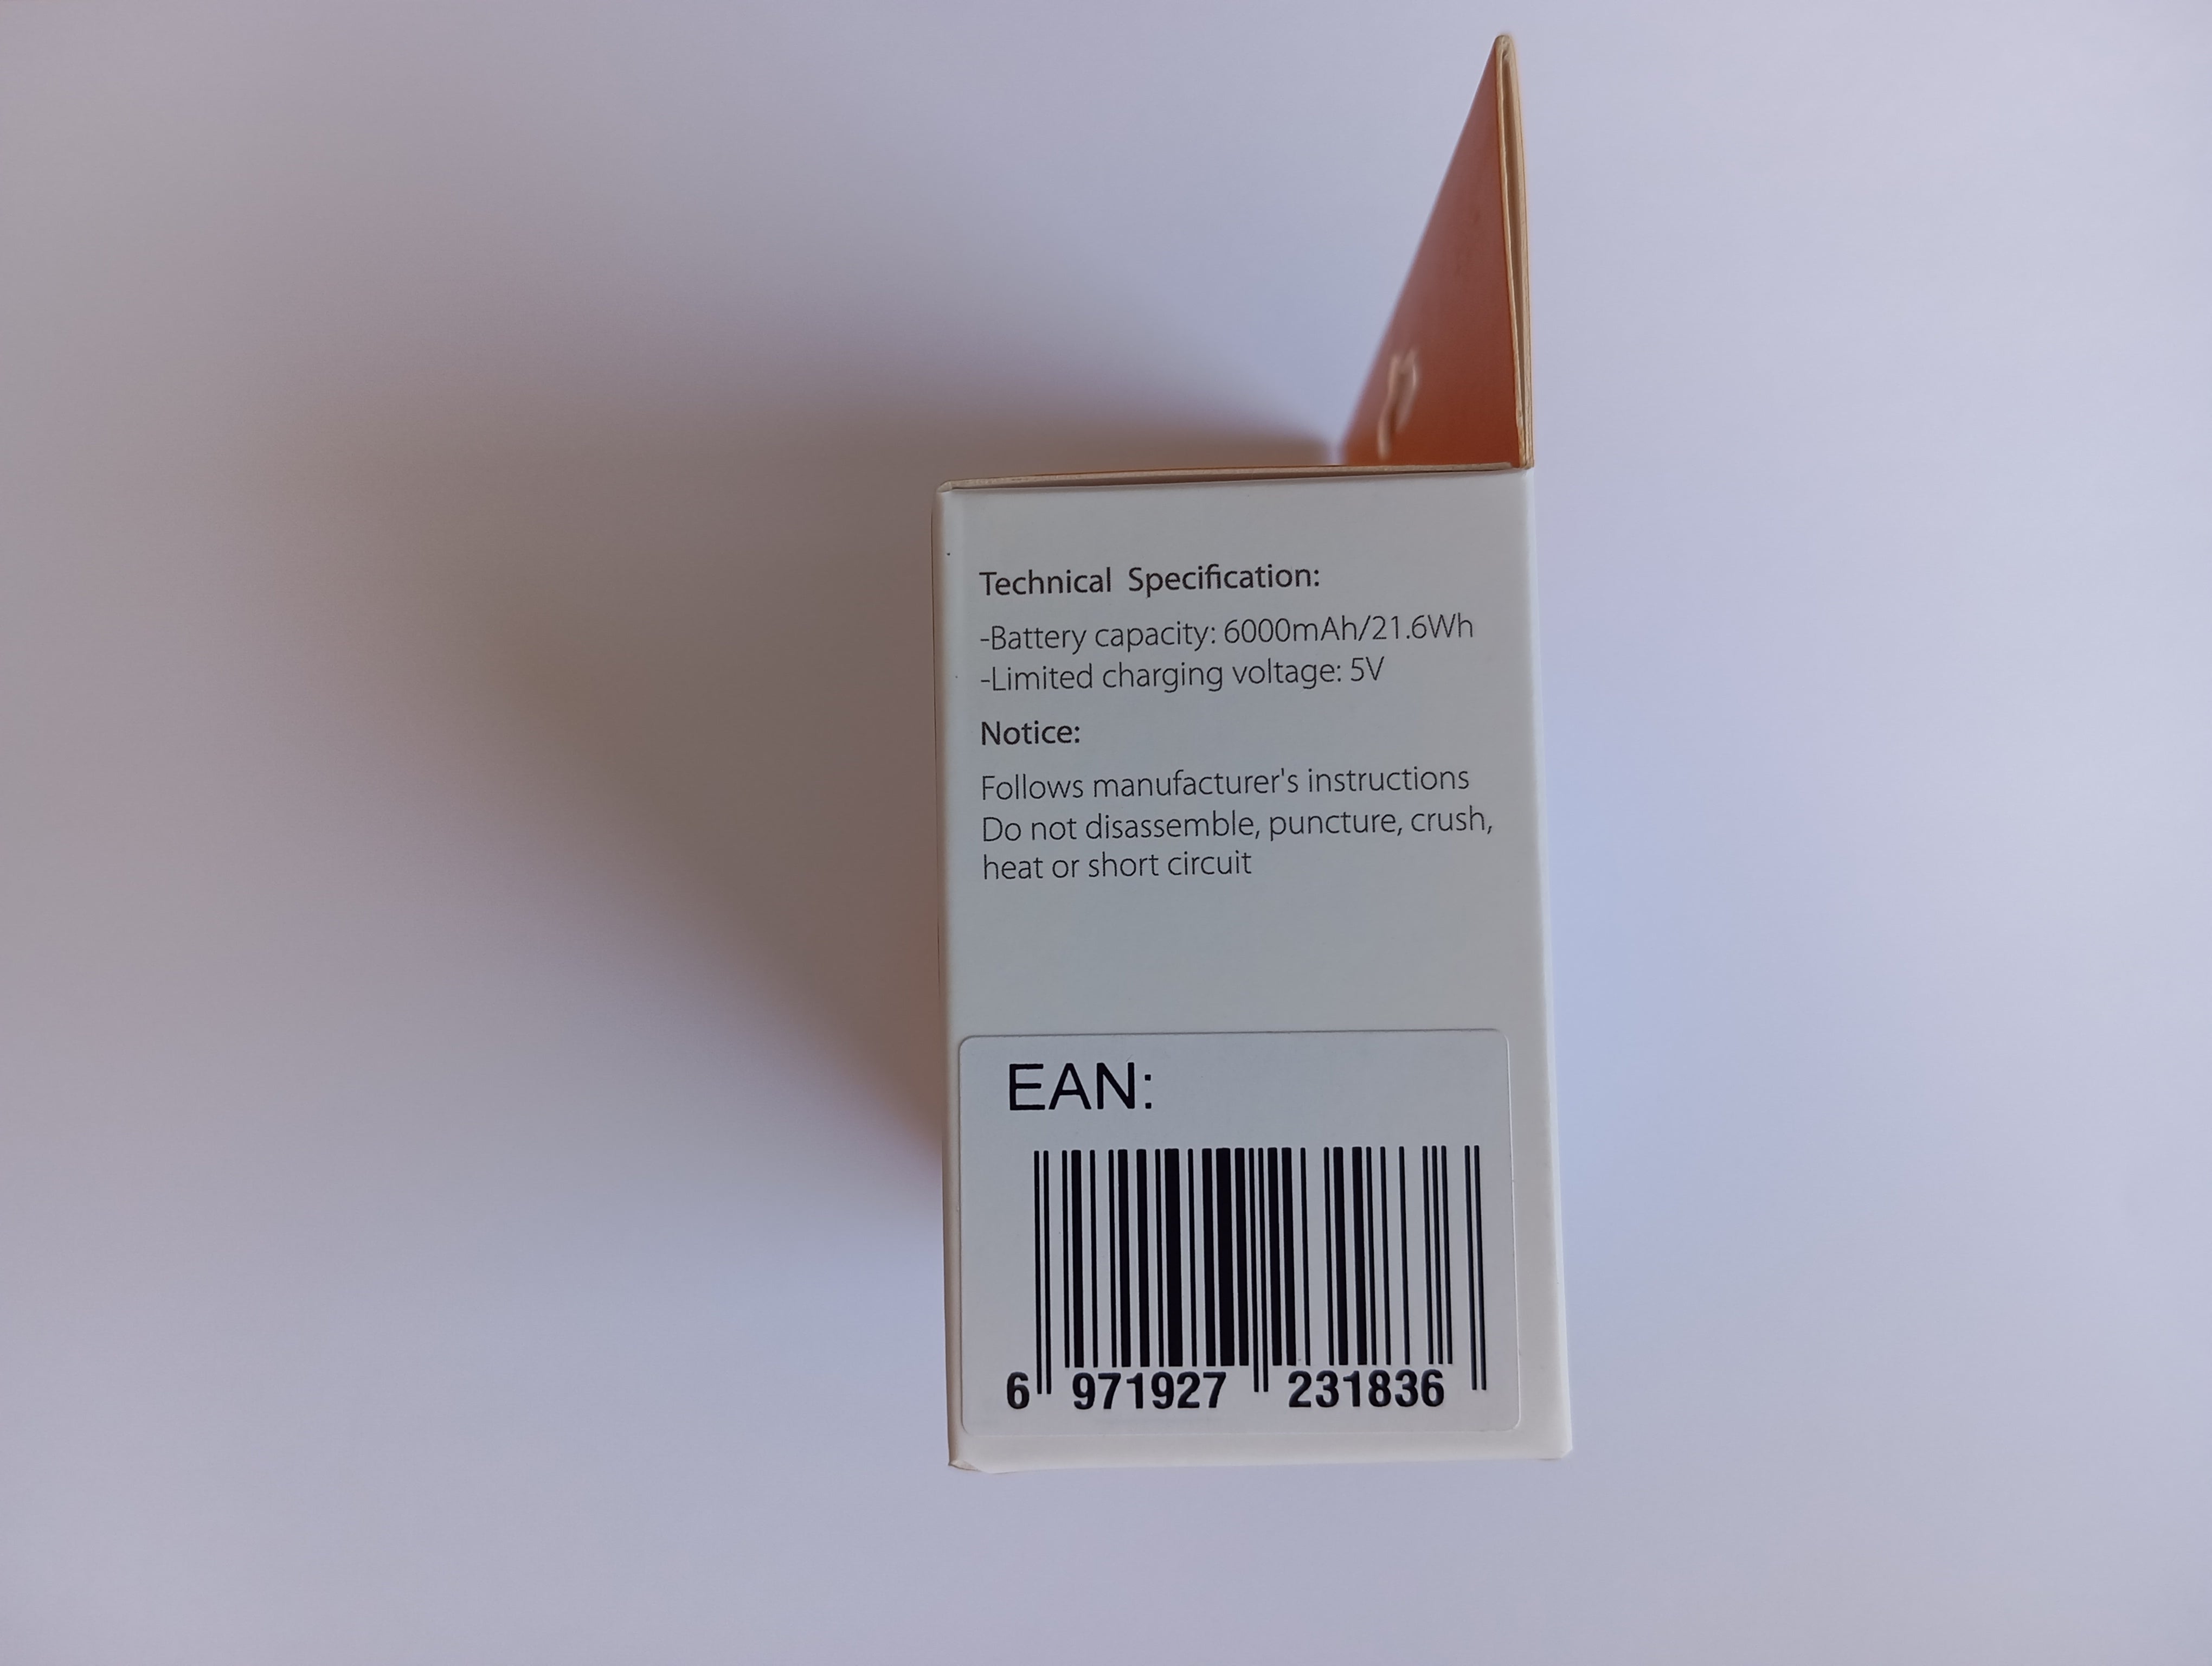 Technical Specification:
-Battery capacity: 6000mAh/21.6Wh
-Limited charging voltage: 5V
Notice:
Follows manufacturer's instructions
Do not disassemble, puncture, crush,
heat or short circuit
EAN:
6 971927 231836